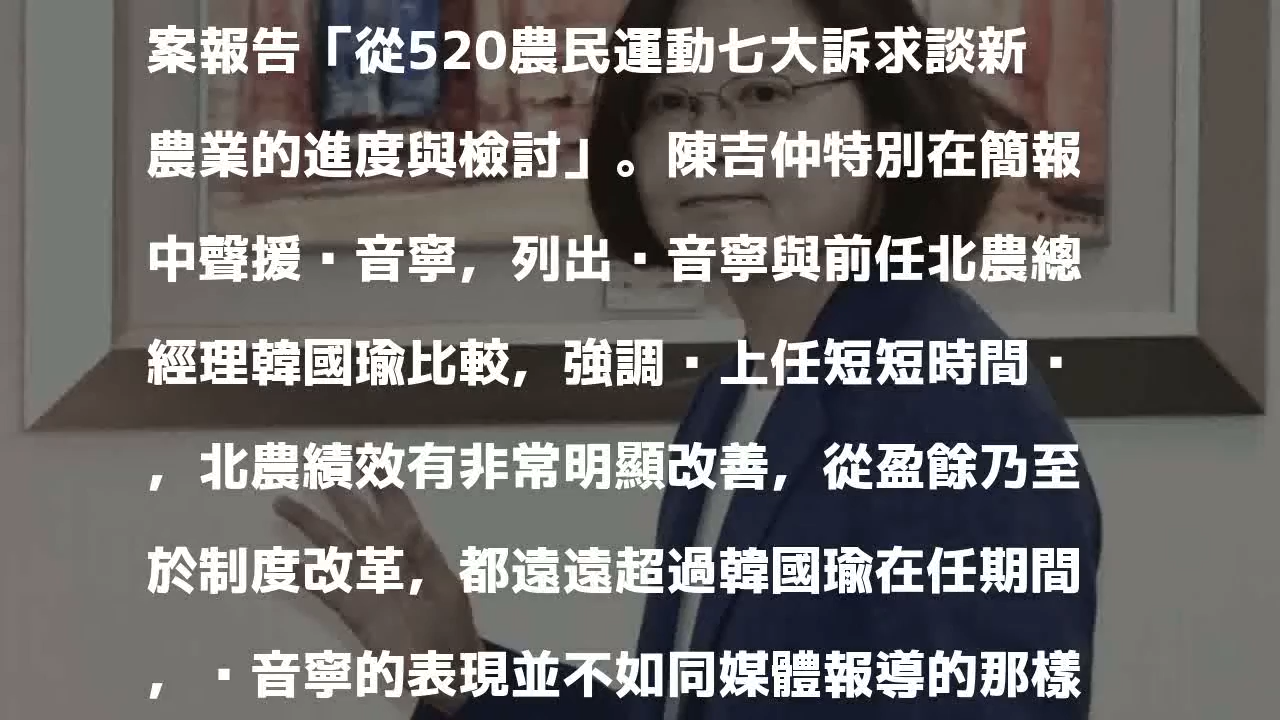 案報告「從520農民運動七大訴求談新
農業的進度與檢討」。陳吉仲特別在簡報
中聲援·音寧，列出·音寧與前任北農總
經理韓國瑜比較，強調·上任短短時間·
，北農績效有非常明顯改善，從盈餘乃至
於制度改革，都遠遠超過韓國瑜在任期間
，·音寧的表現並不如同媒體報導的那樣